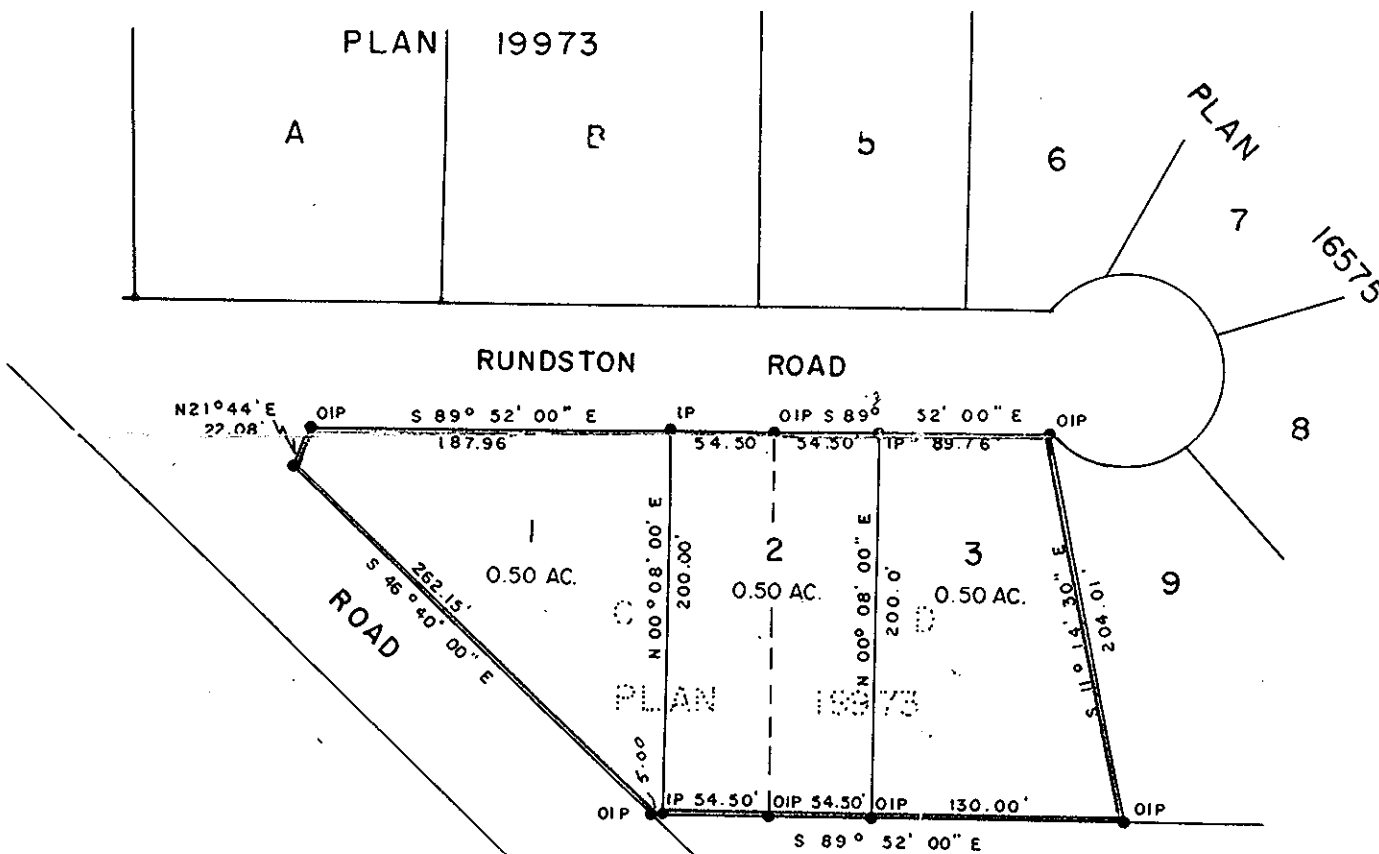 PLAN 19973
A
B
5
6
PLAN
7
16575
RUNDSTON ROAD
N21°44' E
22.08'
OIP
S 89° 52' 00" E
IP
OIP
S 89° 52' 00" E
OIP
8
187.96
54.50
54.50'
IP
89.76
1
0.50 AC.
N 00° 08' 00' E
200.00'
2
0.50 AC.
N 00° 08' 00" E
200.0'
3
0.50 AC.
S 11° 14' 30" E
204.01'
9
262.15'
S 46° 40' 00" E
ROAD
C
D
PLAN
5.00
OIP
IP
54.50'
OIP
54.50'
OIP
130.00'
OIP
S 89° 52' 00" E